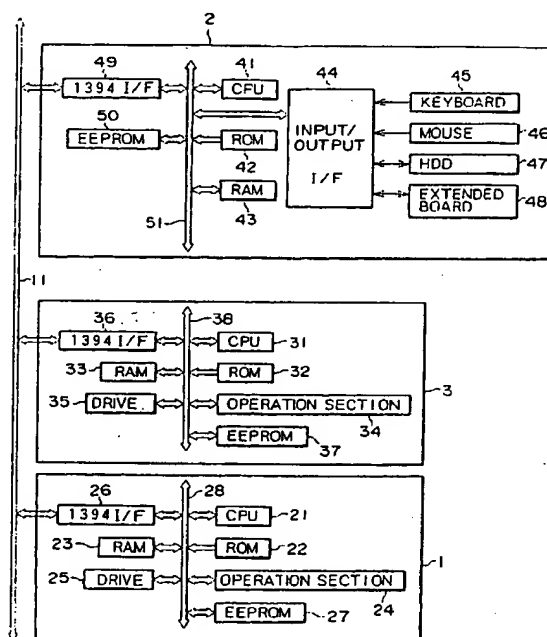 2
49 41 44 45
1394 I/F CFU KEYBOARD
50 INPUT/ MOUSE 46
EEPROM ROM OUTPUT HDD 47
42 I/F EXTENDED
RAM BOARD 48
51 43
11
36 38
1394 I/F CPU 31
33 RAM ROM 32
35 DRIVE. OPERATION SECTION 3
34
EEPROM
37
26 28
1394 I/F CPU 21
23 RAM ROM 22
25 DRIVE OPERATION SECTION 1
24
EEPROM 27